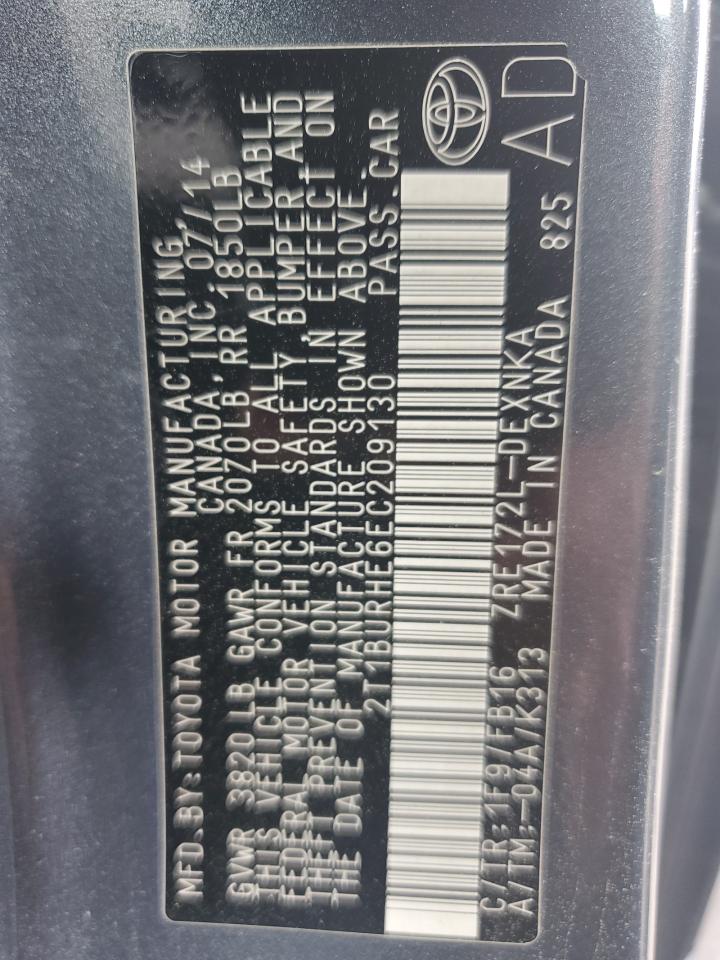 MFD.BY:TOYOTA MOTOR MANUFACTURING,
CANADA, INC. 07/14
GVWR 3820 LB GAWR FR 2070LB RR 1850LB
THIS VEHICLE CONFORMS TO ALL APPLICABLE
FEDERAL MOTOR VEHICLE SAFETY, BUMPER AND
THEFT PREVENTION STANDARDS IN EFFECT ON
THE DATE OF MANUFACTURE SHOWN ABOVE.
2T1BURHE6EC209130 PASS.CAR
C/TR:1F9/FB16 ZRE172L-DEXNKA
A/TM:-04A/K313 MADE IN CANADA 825
AD